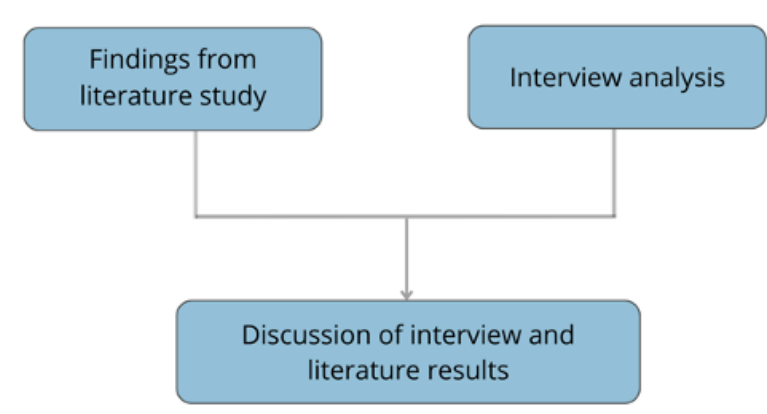 Findings from
literature study
Interview analysis
Discussion of interview and
literature results